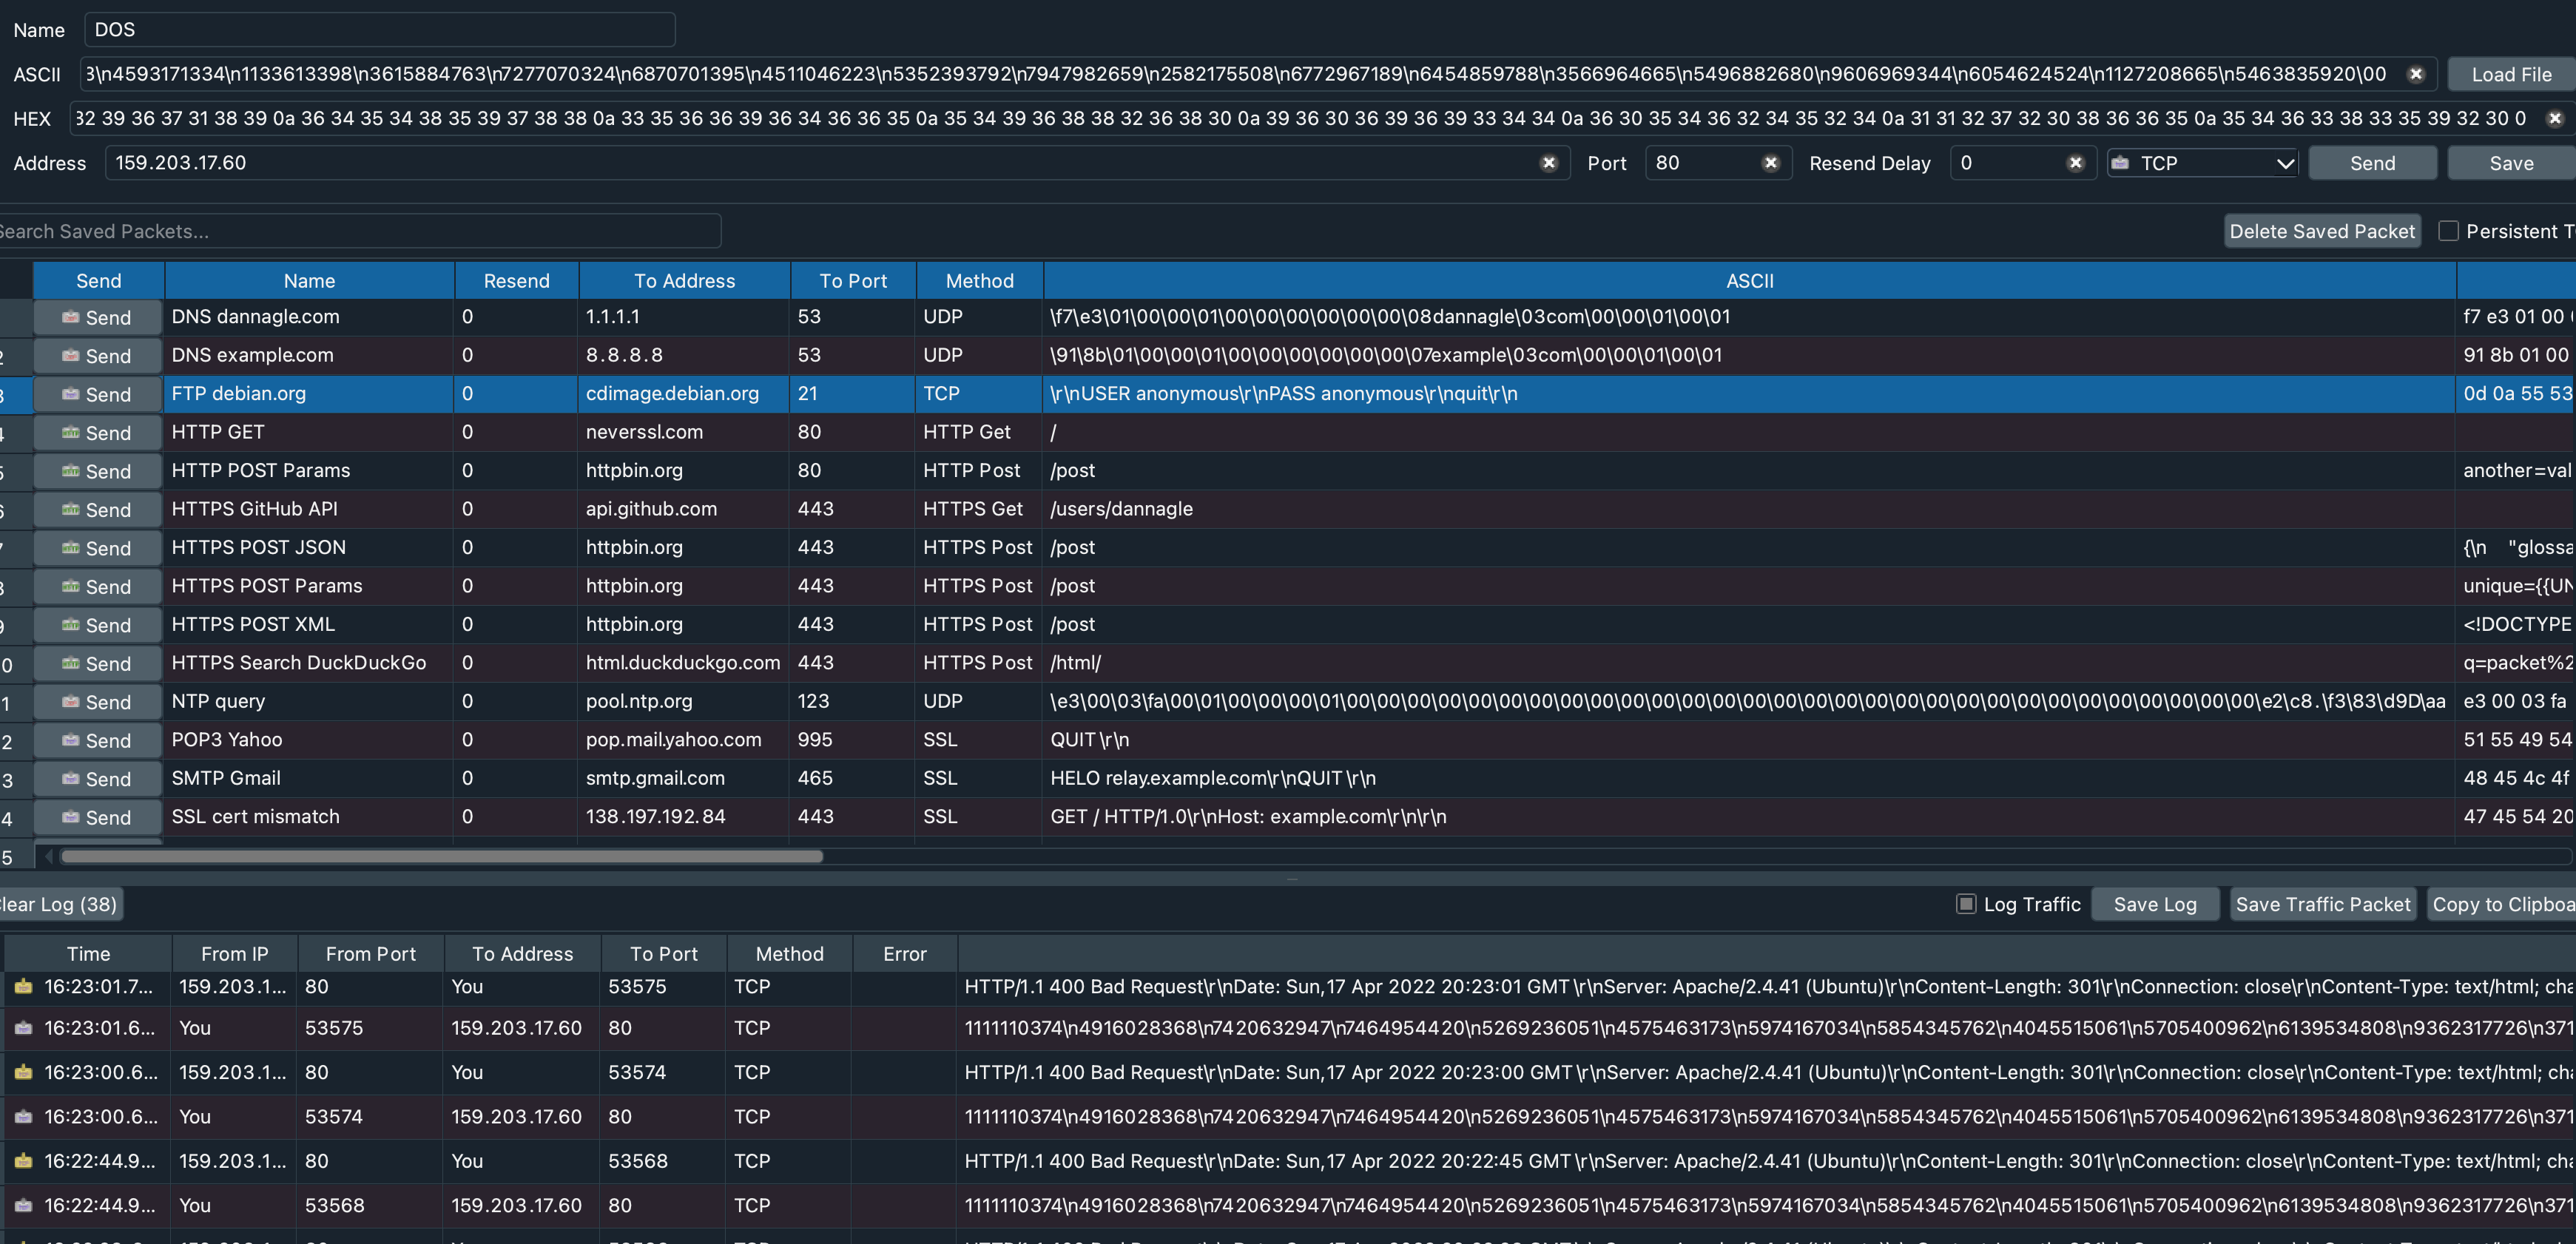 Name DOS
ASCII 3\n4593171334\n1133613398\n3615884763\n7277070324\n6870701395\n4511046223\n5352393792\n7947982659\n2582175508\n6772967189\n6454859788\n3566964665\n5496882680\n9606969344\n6054624524\n1127208665\n5463835920\00 Load File
HEX 32 39 36 37 31 38 39 0a 36 34 35 34 38 35 39 37 38 38 0a 33 35 36 36 39 36 34 36 36 35 0a 35 34 39 36 38 38 32 36 38 30 0a 39 36 30 36 39 36 39 33 34 34 0a 36 30 35 34 36 32 34 35 32 34 0a 31 31 32 37 32 30 38 36 36 35 0a 35 34 36 33 38 33 35 39 32 30 0
Address 159.203.17.60 Port 80 Resend Delay 0 TCP Send Save
Search Saved Packets... Delete Saved Packet Persistent T
Send Name Resend To Address To Port Method ASCII
Send DNS dannagle.com 0 1.1.1.1 53 UDP \f7\e3\01\00\00\01\00\00\00\00\00\00\08dannagle\03com\00\00\01\00\01 f7 e3 01 00
2 Send DNS example.com 0 8.8.8.8 53 UDP \91\8b\01\00\00\01\00\00\00\00\00\00\07example\03com\00\00\01\00\01 91 8b 01 00
3 Send FTP debian.org 0 cdimage.debian.org 21 TCP \r\nUSER anonymous\r\nPASS anonymous\r\nquit\r\n 0d 0a 55 53
4 Send HTTP GET 0 neverssl.com 80 HTTP Get /
5 Send HTTP POST Params 0 httpbin.org 80 HTTP Post /post another=val
6 Send HTTPS GitHub API 0 api.github.com 443 HTTPS Get /users/dannagle
7 Send HTTPS POST JSON 0 httpbin.org 443 HTTPS Post /post {\n "glossa
8 Send HTTPS POST Params 0 httpbin.org 443 HTTPS Post /post unique={{UN
9 Send HTTPS POST XML 0 httpbin.org 443 HTTPS Post /post <!DOCTYPE
0 Send HTTPS Search DuckDuckGo 0 html.duckduckgo.com 443 HTTPS Post /html/ q=packet%2
1 Send NTP query 0 pool.ntp.org 123 UDP \e3\00\03\fa\00\01\00\00\00\01\00\00\00\00\00\00\00\00\00\00\00\00\00\00\00\00\00\00\00\00\00\00\00\00\00\00\00\00\00\00\e2\c8.\f3\83\d9D\aa e3 00 03 fa
2 Send POP3 Yahoo 0 pop.mail.yahoo.com 995 SSL QUIT\r\n 51 55 49 54
3 Send SMTP Gmail 0 smtp.gmail.com 465 SSL HELO relay.example.com\r\nQUIT\r\n 48 45 4c 4f
4 Send SSL cert mismatch 0 138.197.192.84 443 SSL GET / HTTP/1.0\r\nHost: example.com\r\n\r\n 47 45 54 20
5
Clear Log (38) Log Traffic Save Log Save Traffic Packet Copy to Clipboa
Time From IP From Port To Address To Port Method Error
16:23:01.7... 159.203.1... 80 You 53575 TCP HTTP/1.1 400 Bad Request\r\nDate: Sun, 17 Apr 2022 20:23:01 GMT\r\nServer: Apache/2.4.41 (Ubuntu)\r\nContent-Length: 301\r\nConnection: close\r\nContent-Type: text/html; cha
16:23:01.6... You 53575 159.203.17.60 80 TCP 1111110374\n4916028368\n7420632947\n7464954420\n5269236051\n4575463173\n5974167034\n5854345762\n4045515061\n5705400962\n6139534808\n9362317726\n371
16:23:00.6... 159.203.1... 80 You 53574 TCP HTTP/1.1 400 Bad Request\r\nDate: Sun, 17 Apr 2022 20:23:00 GMT\r\nServer: Apache/2.4.41 (Ubuntu)\r\nContent-Length: 301\r\nConnection: close\r\nContent-Type: text/html; cha
16:23:00.6... You 53574 159.203.17.60 80 TCP 1111110374\n4916028368\n7420632947\n7464954420\n5269236051\n4575463173\n5974167034\n5854345762\n4045515061\n5705400962\n6139534808\n9362317726\n371
16:22:44.9... 159.203.1... 80 You 53568 TCP HTTP/1.1 400 Bad Request\r\nDate: Sun, 17 Apr 2022 20:22:45 GMT\r\nServer: Apache/2.4.41 (Ubuntu)\r\nContent-Length: 301\r\nConnection: close\r\nContent-Type: text/html; cha
16:22:44.9... You 53568 159.203.17.60 80 TCP 1111110374\n4916028368\n7420632947\n7464954420\n5269236051\n4575463173\n5974167034\n5854345762\n4045515061\n5705400962\n6139534808\n9362317726\n371